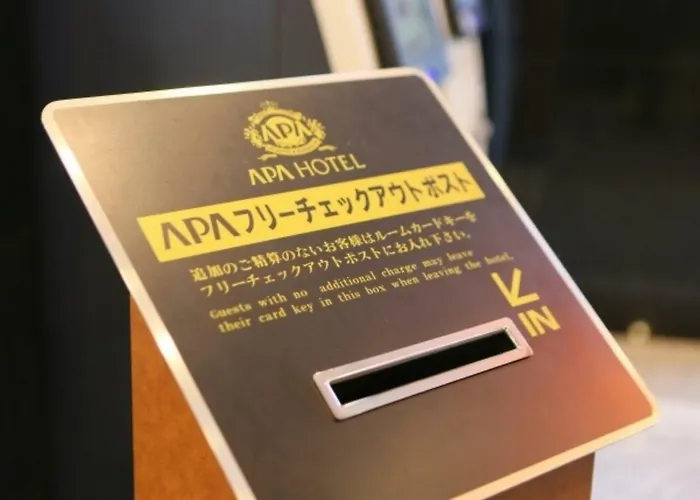 APA
APA HOTEL
APAフリーチェックアウトポスト
追加のご精算のないお客様はルームカードキーを
フリーチェックアウトポストにお入れ下さい。
Guests with no additional charge may leave
their card key in this box when leaving the hotel.
IN